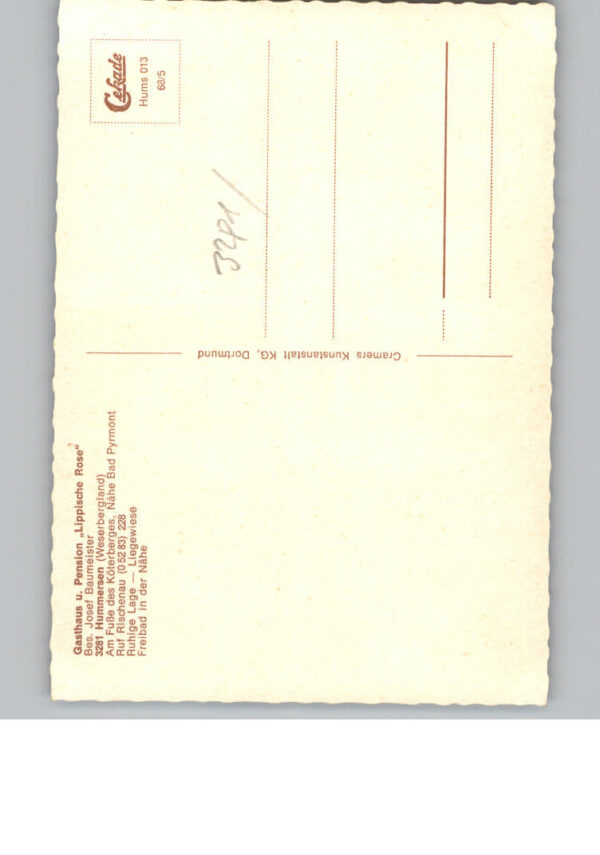 Gasthaus u. Pension „Lippische Rose“
Bes. Josef Baumeister
3281 Hummersen (Weserbergland)
Am Fuße des Köterberges, Nähe Bad Pyrmont
Ruf Rischenau (0 52 83) 228
Ruhige Lage — Liegewiese
Freibad in der Nähe
Cramers Kunstanstalt KG, Dortmund
Cekade
Hums 013
68/5